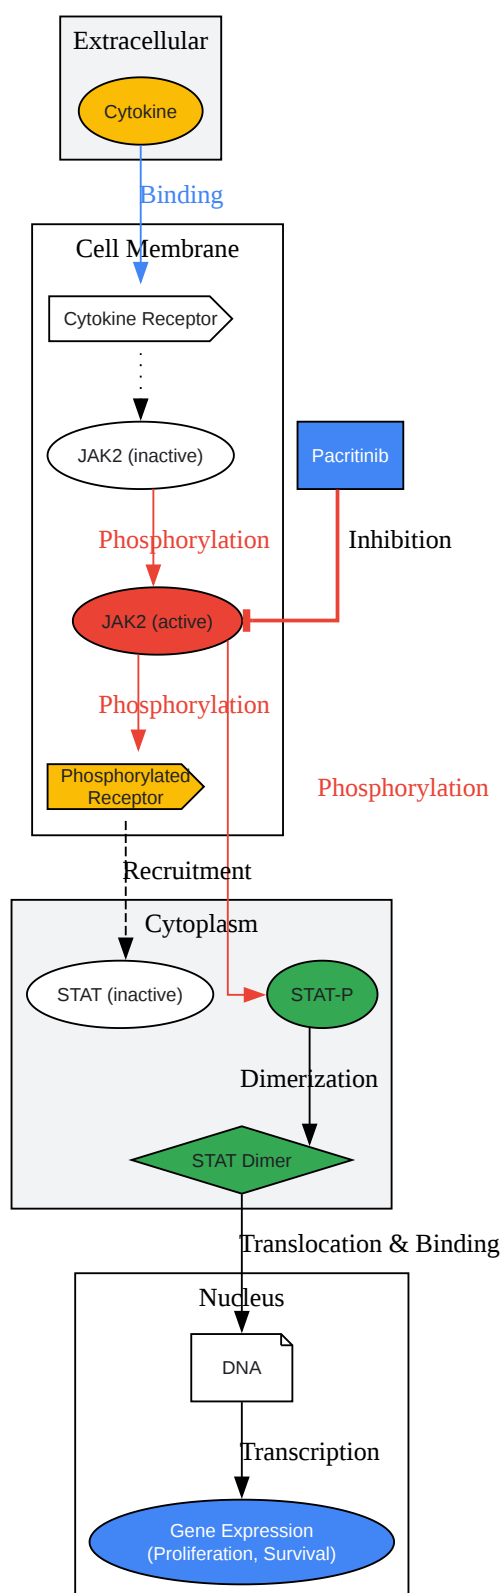 Extracellular
Cytokine
Binding
Cell Membrane
Cytokine Receptor
JAK2 (inactive)
Pacritinib
Phosphorylation
Inhibition
JAK2 (active)
Phosphorylation
Phosphorylated
Receptor
Phosphorylation
Recruitment
Cytoplasm
STAT (inactive)
STAT-P
Dimerization
STAT Dimer
Translocation & Binding
Nucleus
DNA
Transcription
Gene Expression
(Proliferation, Survival)